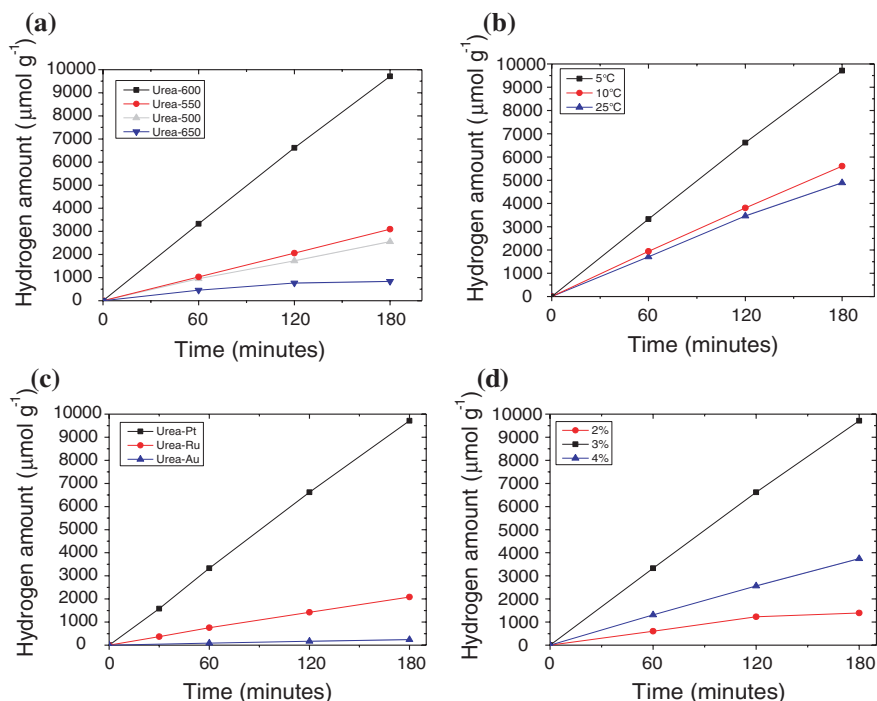 (a)
Hydrogen amount (μmol g⁻¹)
10000
9000
8000
7000
6000
5000
4000
3000
2000
1000
0
Urea-600
Urea-550
Urea-500
Urea-650
0 60 120 180
Time (minutes)
(b)
Hydrogen amount (μmol g⁻¹)
10000
9000
8000
7000
6000
5000
4000
3000
2000
1000
0
5°C
10°C
25°C
0 60 120 180
Time (minutes)
(c)
Hydrogen amount (μmol g⁻¹)
10000
9000
8000
7000
6000
5000
4000
3000
2000
1000
0
Urea-Pt
Urea-Ru
Urea-Au
0 60 120 180
Time (minutes)
(d)
Hydrogen amount (μmol g⁻¹)
10000
9000
8000
7000
6000
5000
4000
3000
2000
1000
0
2%
3%
4%
0 60 120 180
Time (minutes)